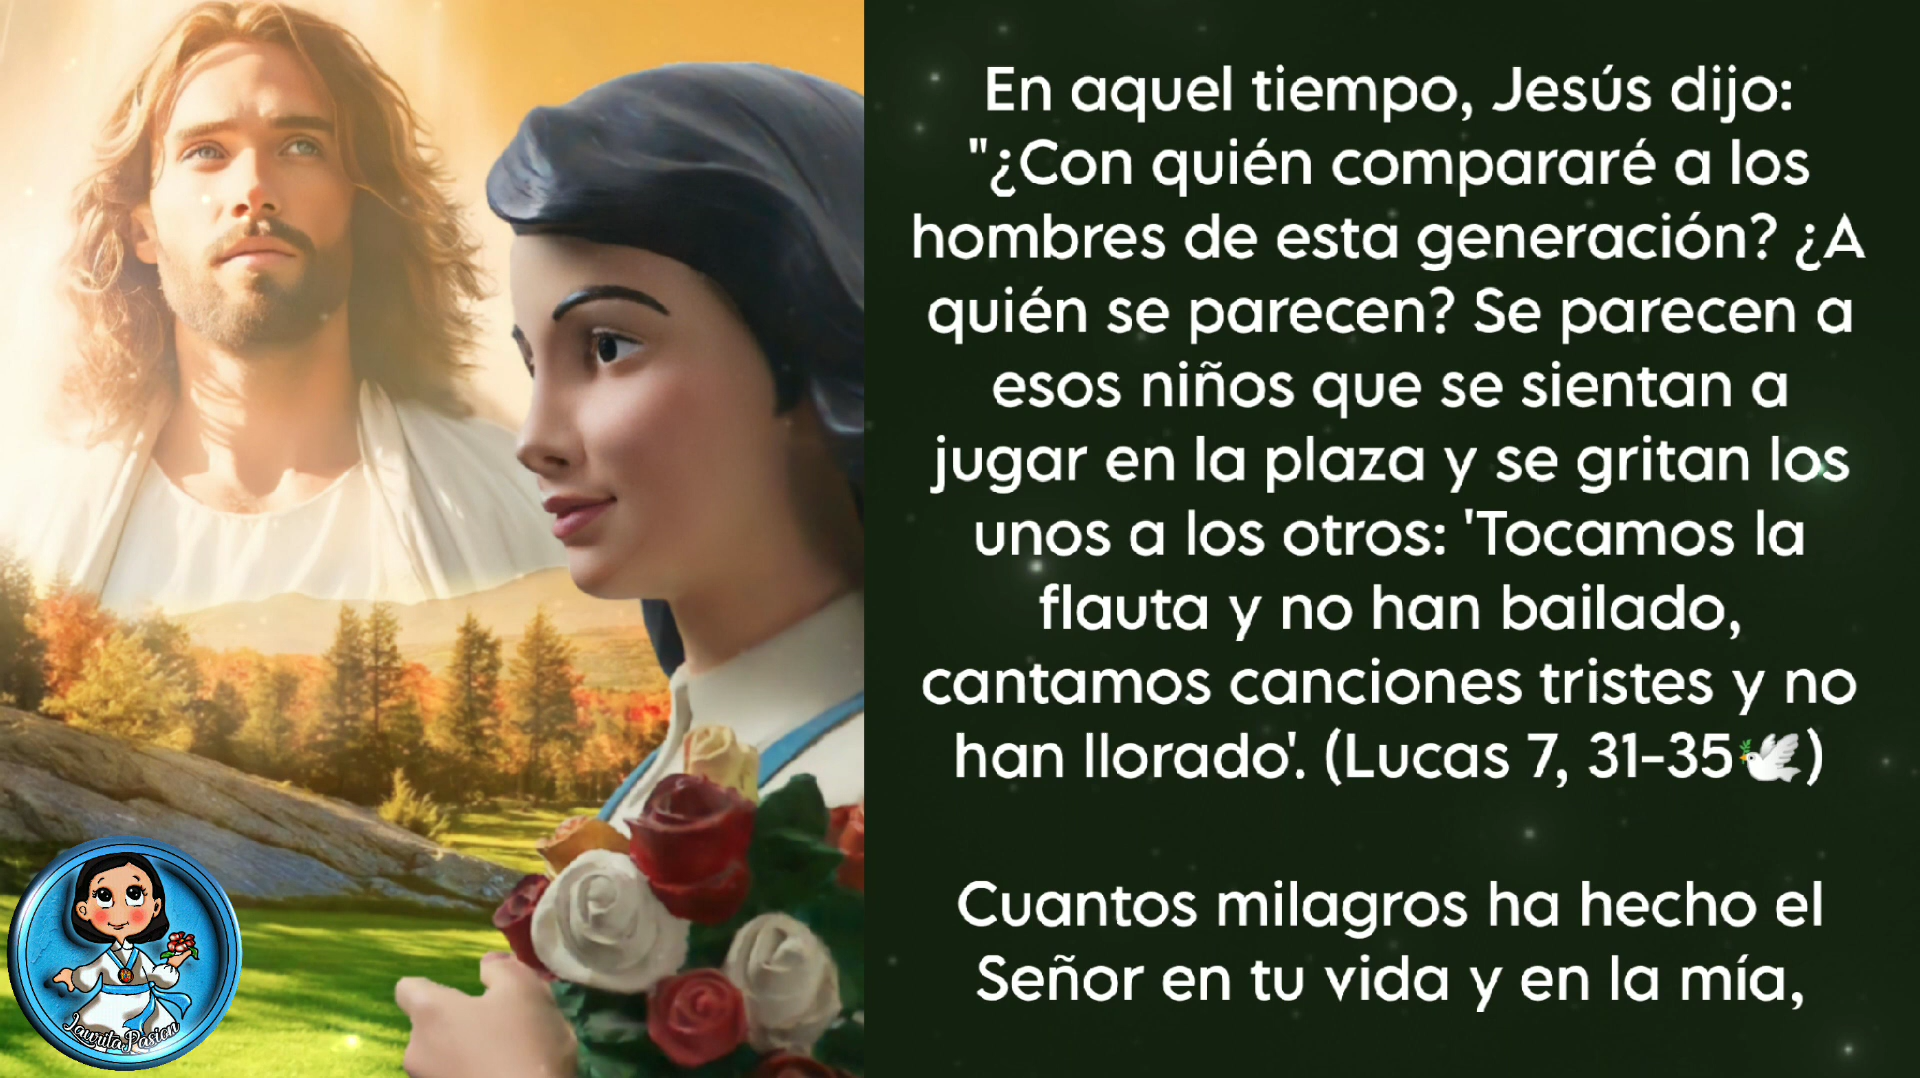 En aquel tiempo, Jesús dijo:
"¿Con quién compararé a los
hombres de esta generación? ¿A
quién se parecen? Se parecen a
esos niños que se sientan a
jugar en la plaza y se gritan los
unos a los otros: 'Tocamos la
flauta y no han bailado,
cantamos canciones tristes y no
han llorado'. (Lucas 7, 31-35🕊️)
Cuantos milagros ha hecho el
Señor en tu vida y en la mía,
Laurita Pasion